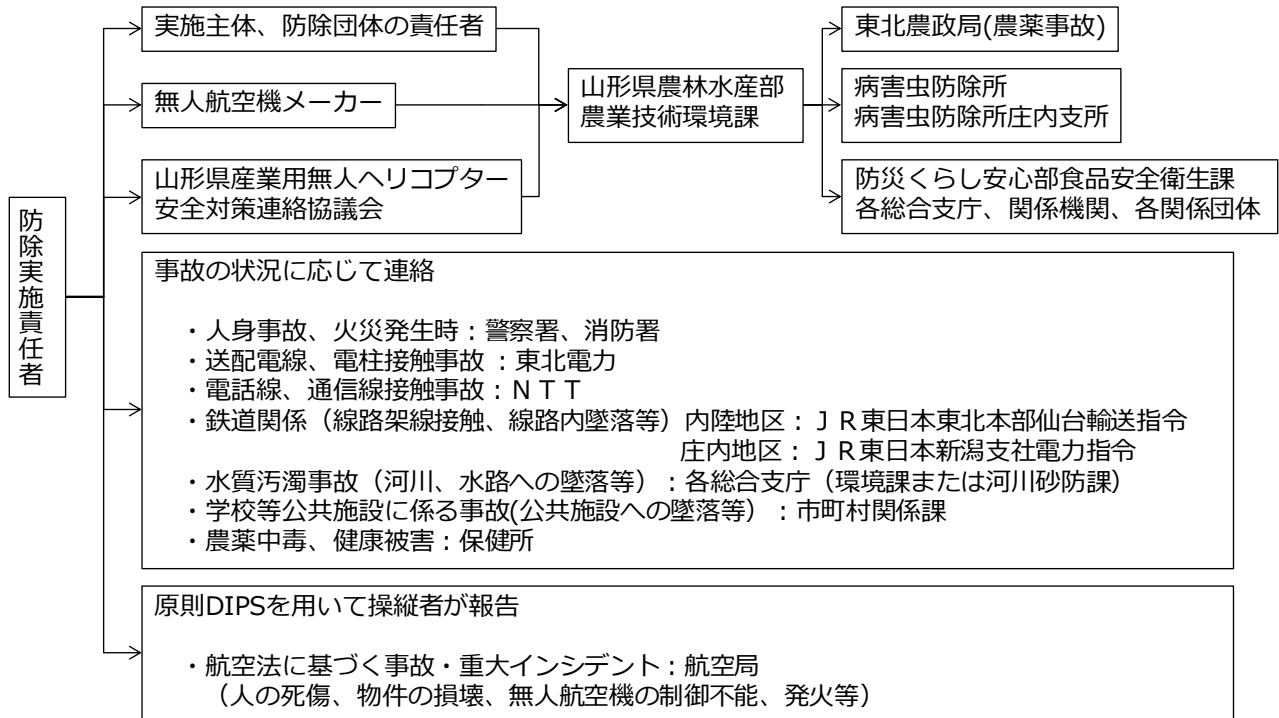 防除実施責任者
実施主体、防除団体の責任者
無人航空機メーカー
山形県産業用無人ヘリコプター
安全対策連絡協議会
山形県農林水産部
農業技術環境課
東北農政局(農薬事故)
病害虫防除所
病害虫防除所庄内支所
防災くらし安心部食品安全衛生課
各総合支庁、関係機関、各関係団体
事故の状況に応じて連絡
・人身事故、火災発生時：警察署、消防署
・送配電線、電柱接触事故：東北電力
・電話線、通信線接触事故：ＮＴＴ
・鉄道関係（線路架線接触、線路内墜落等）内陸地区：ＪＲ東日本東北本部仙台輸送指令
庄内地区：ＪＲ東日本新潟支社電力指令
・水質汚濁事故（河川、水路への墜落等）：各総合支庁（環境課または河川砂防課）
・学校等公共施設に係る事故(公共施設への墜落等）：市町村関係課
・農薬中毒、健康被害：保健所
原則DIPSを用いて操縦者が報告
・航空法に基づく事故・重大インシデント：航空局
（人の死傷、物件の損壊、無人航空機の制御不能、発火等）